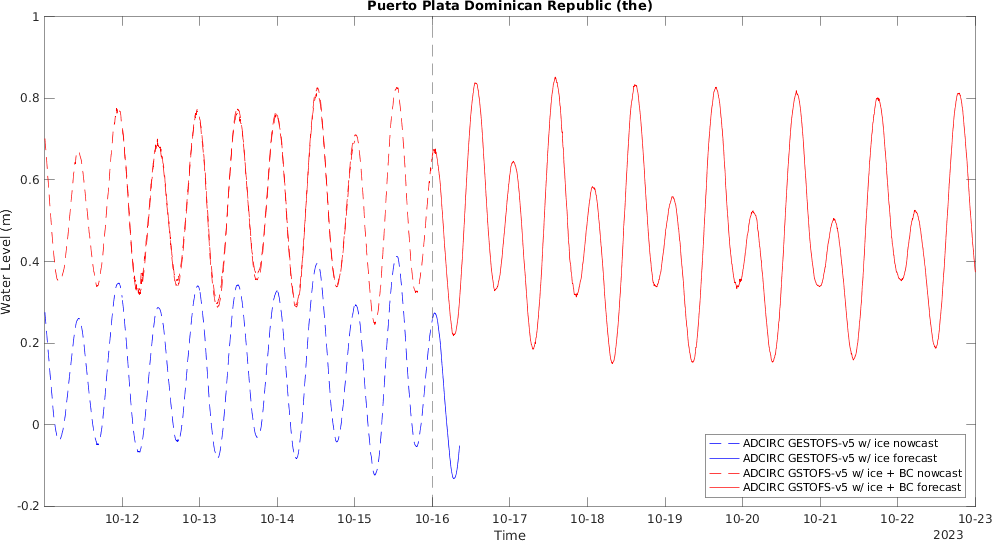 Puerto Plata Dominican Republic (the)
Water Level (m)
1
0.8
0.6
0.4
0.2
0
-0.2
ADCIRC GESTOFS-v5 w/ ice nowcast
ADCIRC GESTOFS-v5 w/ ice forecast
ADCIRC GSTOFS-v5 w/ ice + BC nowcast
ADCIRC GSTOFS-v5 w/ ice + BC forecast
10-12 10-13 10-14 10-15 10-16 10-17 10-18 10-19 10-20 10-21 10-22 10-23
Time
2023